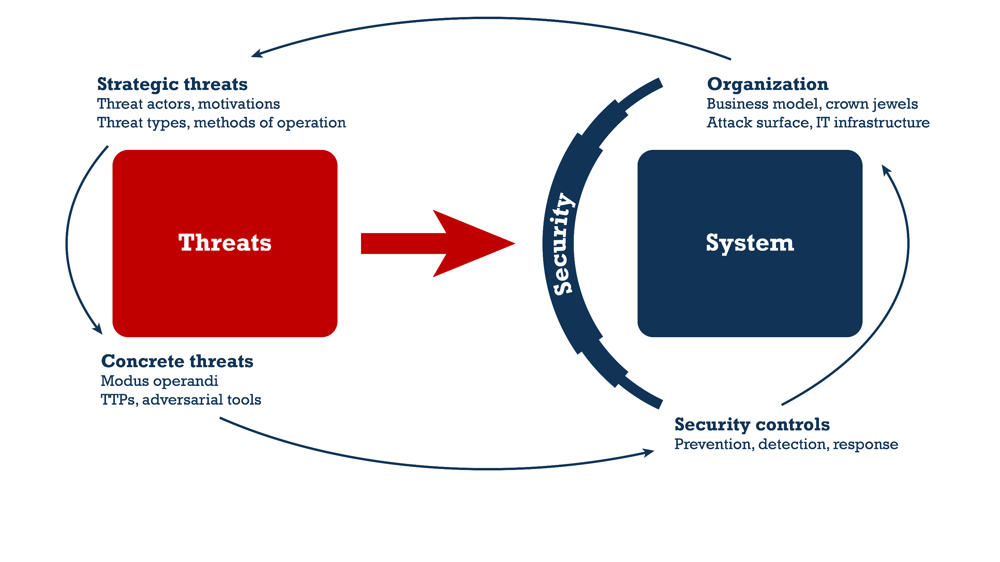 Strategic threats
Threat actors, motivations
Threat types, methods of operation
Organization
Business model, crown jewels
Attack surface, IT infrastructure
Threats
Security
System
Concrete threats
Modus operandi
TTPs, adversarial tools
Security controls
Prevention, detection, response